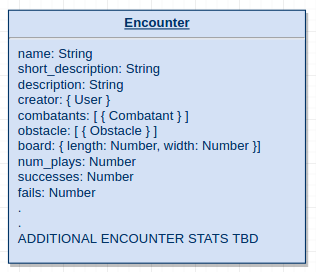 Encounter
name: String
short_description: String
description: String
creator: { User }
combatants: [ { Combatant } ]
obstacle: [ { Obstacle } ]
board: { length: Number, width: Number }]
num_plays: Number
successes: Number
fails: Number
.
.
ADDITIONAL ENCOUNTER STATS TBD